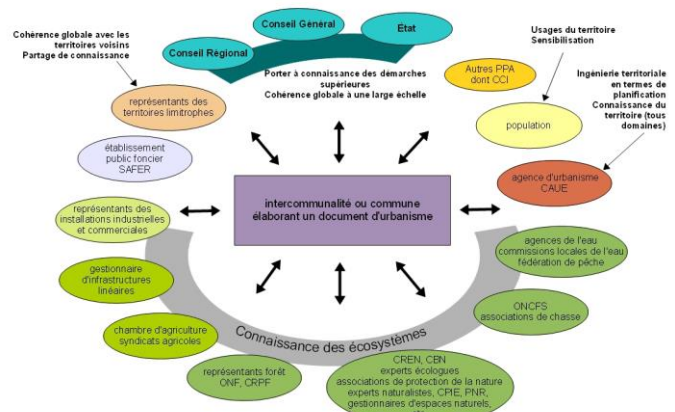 Cohérence globale avec les
territoires voisins
Partage de connaissance
Conseil Régional
Conseil Général
État
Porter à connaissance des démarches
supérieures
Cohérence globale à une large échelle
Usages du territoire
Sensibilisation
Autres PPA
dont CCI
Ingénierie territoriale
en termes de
planification
Connaissance du
territoire (tous
domaines)
représentants des
territoires limitrophes
population
établissement
public foncier
SAFER
agence d'urbanisme
CAUE
représentants des
installations industrielles
et commerciales
intercommunalité ou commune
élaborant un document d'urbanisme
agences de l'eau
commissions locales de l'eau
fédération de pêche
gestionnaire
d'infrastructures
linéaires
ONCFS
associations de chasse
chambre d'agriculture
syndicats agricoles
Connaissance des écosystèmes
représentants forêt
ONF, CRPF
CREN, CBN
experts écologues
associations de protection de la nature
experts naturalistes, CPIE, PNR,
gestionnaires d'espaces naturels,